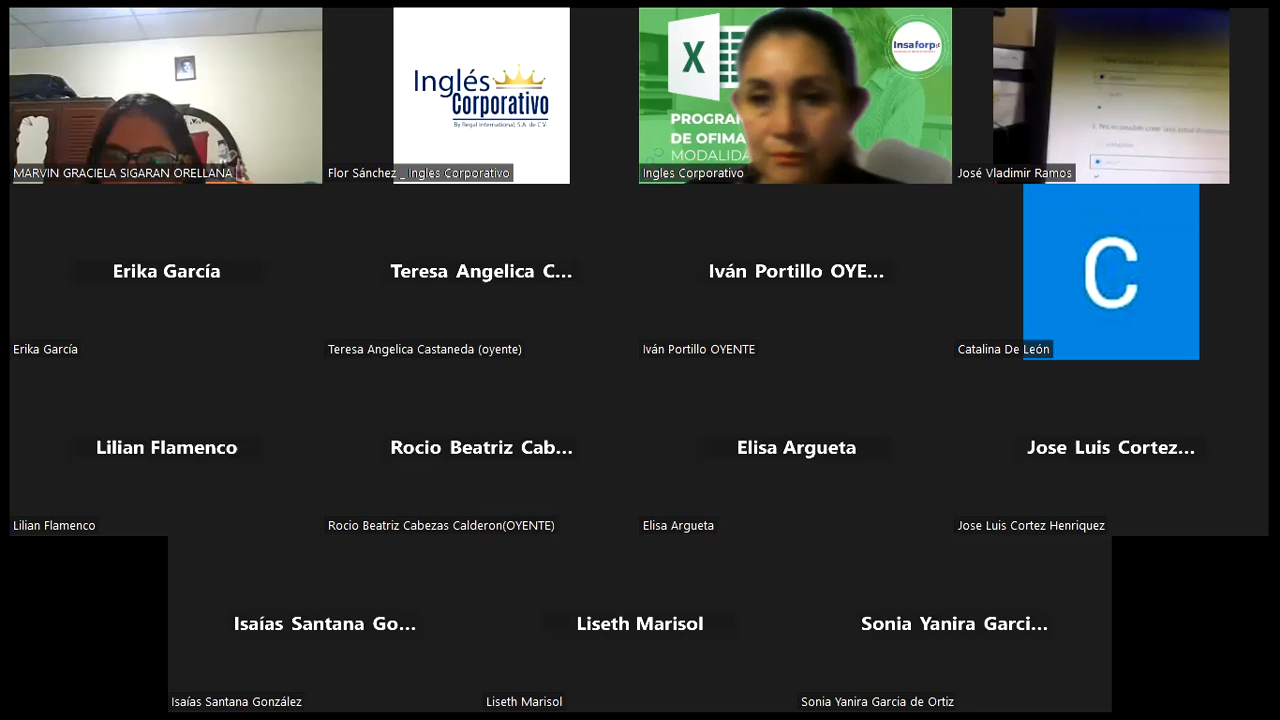 MARVIN GRACIELA SIGARAN ORELLANA
Inglés
Corporativo
By Regal International, S.A. de C.V.
Flor Sánchez _ Ingles Corporativo
X
Insaforp
PROGRAM
DE OFIMA
MODALIDA
Ingles Corporativo
José Vladimir Ramos
Erika García
Erika García
Teresa Angelica C...
Teresa Angelica Castaneda (oyente)
Iván Portillo OYE...
Iván Portillo OYENTE
C
Catalina De León
Lilian Flamenco
Lilian Flamenco
Rocio Beatriz Cab...
Rocio Beatriz Cabezas Calderon(OYENTE)
Elisa Argueta
Elisa Argueta
Jose Luis Cortez...
Jose Luis Cortez Henriquez
Isaías Santana Go...
Isaías Santana González
Liseth Marisol
Liseth Marisol
Sonia Yanira Garci...
Sonia Yanira Garcia de Ortiz